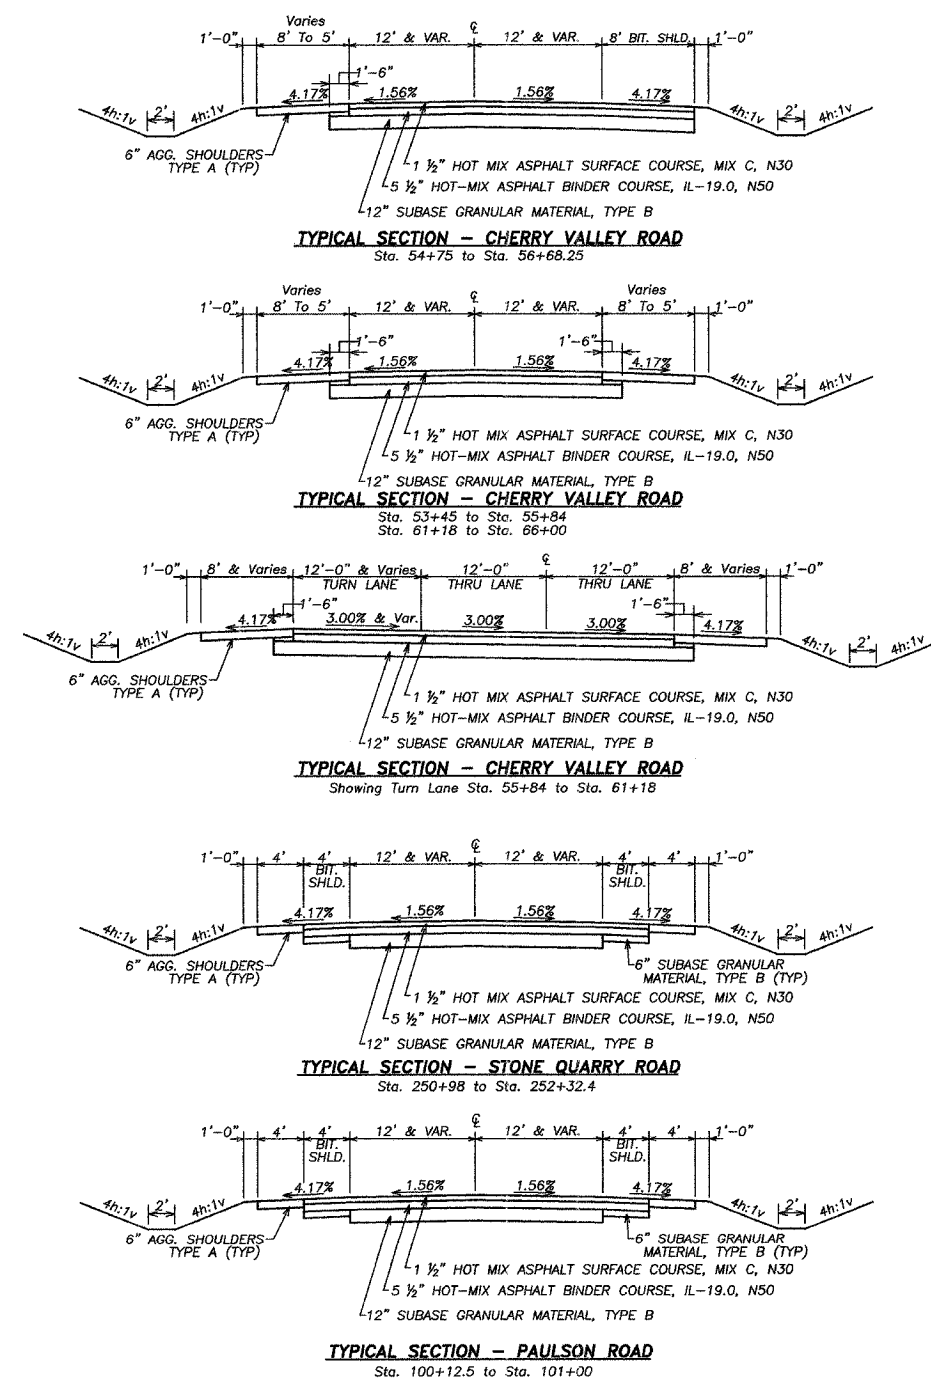 Varies
1'-0" 8' To 5' 12' & VAR. ℄ 12' & VAR. 8' BIT. SHLD. 1'-0"
1'-6"
4h:1v 2' 4h:1v 4.17% 1.56% 1.56% 4.17% 4h:1v 2' 4h:1v
6" AGG. SHOULDERS
TYPE A (TYP)
1 ½" HOT MIX ASPHALT SURFACE COURSE, MIX C, N30
5 ½" HOT-MIX ASPHALT BINDER COURSE, IL-19.0, N50
12" SUBASE GRANULAR MATERIAL, TYPE B
TYPICAL SECTION - CHERRY VALLEY ROAD
Sta. 54+75 to Sta. 56+68.25
Varies Varies
1'-0" 8' To 5' 12' & VAR. ℄ 12' & VAR. 8' To 5' 1'-0"
1'-6" 1'-6"
4h:1v 2' 4h:1v 4.17% 1.56% 1.56% 4.17% 4h:1v 2' 4h:1v
6" AGG. SHOULDERS
TYPE A (TYP)
1 ½" HOT MIX ASPHALT SURFACE COURSE, MIX C, N30
5 ½" HOT-MIX ASPHALT BINDER COURSE, IL-19.0, N50
12" SUBASE GRANULAR MATERIAL, TYPE B
TYPICAL SECTION - CHERRY VALLEY ROAD
Sta. 53+45 to Sta. 55+84
Sta. 61+18 to Sta. 66+00
℄
1'-0" 8' & Varies 12'-0" & Varies 12'-0" 12'-0" 8' & Varies 1'-0"
TURN LANE THRU LANE THRU LANE
1'-6" 1'-6"
4h:1v 2' 4h:1v 4.17% 3.00% & Var. 3.00% 3.00% 4.17% 4h:1v 2' 4h:1v
6" AGG. SHOULDERS
TYPE A (TYP)
1 ½" HOT MIX ASPHALT SURFACE COURSE, MIX C, N30
5 ½" HOT-MIX ASPHALT BINDER COURSE, IL-19.0, N50
12" SUBASE GRANULAR MATERIAL, TYPE B
TYPICAL SECTION - CHERRY VALLEY ROAD
Showing Turn Lane Sta. 55+84 to Sta. 61+18
℄
1'-0" 4' 4' 12' & VAR. 12' & VAR. 4' 4' 1'-0"
BIT. BIT.
SHLD. SHLD.
4h:1v 2' 4h:1v 4.17% 1.56% 1.56% 4.17% 4h:1v 2' 4h:1v
6" AGG. SHOULDERS
TYPE A (TYP)
6" SUBASE GRANULAR
MATERIAL, TYPE B (TYP)
1 ½" HOT MIX ASPHALT SURFACE COURSE, MIX C, N30
5 ½" HOT-MIX ASPHALT BINDER COURSE, IL-19.0, N50
12" SUBASE GRANULAR MATERIAL, TYPE B
TYPICAL SECTION - STONE QUARRY ROAD
Sta. 250+98 to Sta. 252+32.4
℄
1'-0" 4' 4' 12' & VAR. 12' & VAR. 4' 4' 1'-0"
BIT. BIT.
SHLD. SHLD.
4h:1v 2' 4h:1v 4.17% 1.56% 1.56% 4.17% 4h:1v 2' 4h:1v
6" AGG. SHOULDERS
TYPE A (TYP)
6" SUBASE GRANULAR
MATERIAL, TYPE B (TYP)
1 ½" HOT MIX ASPHALT SURFACE COURSE, MIX C, N30
5 ½" HOT-MIX ASPHALT BINDER COURSE, IL-19.0, N50
12" SUBASE GRANULAR MATERIAL, TYPE B
TYPICAL SECTION - PAULSON ROAD
Sta. 100+12.5 to Sta. 101+00